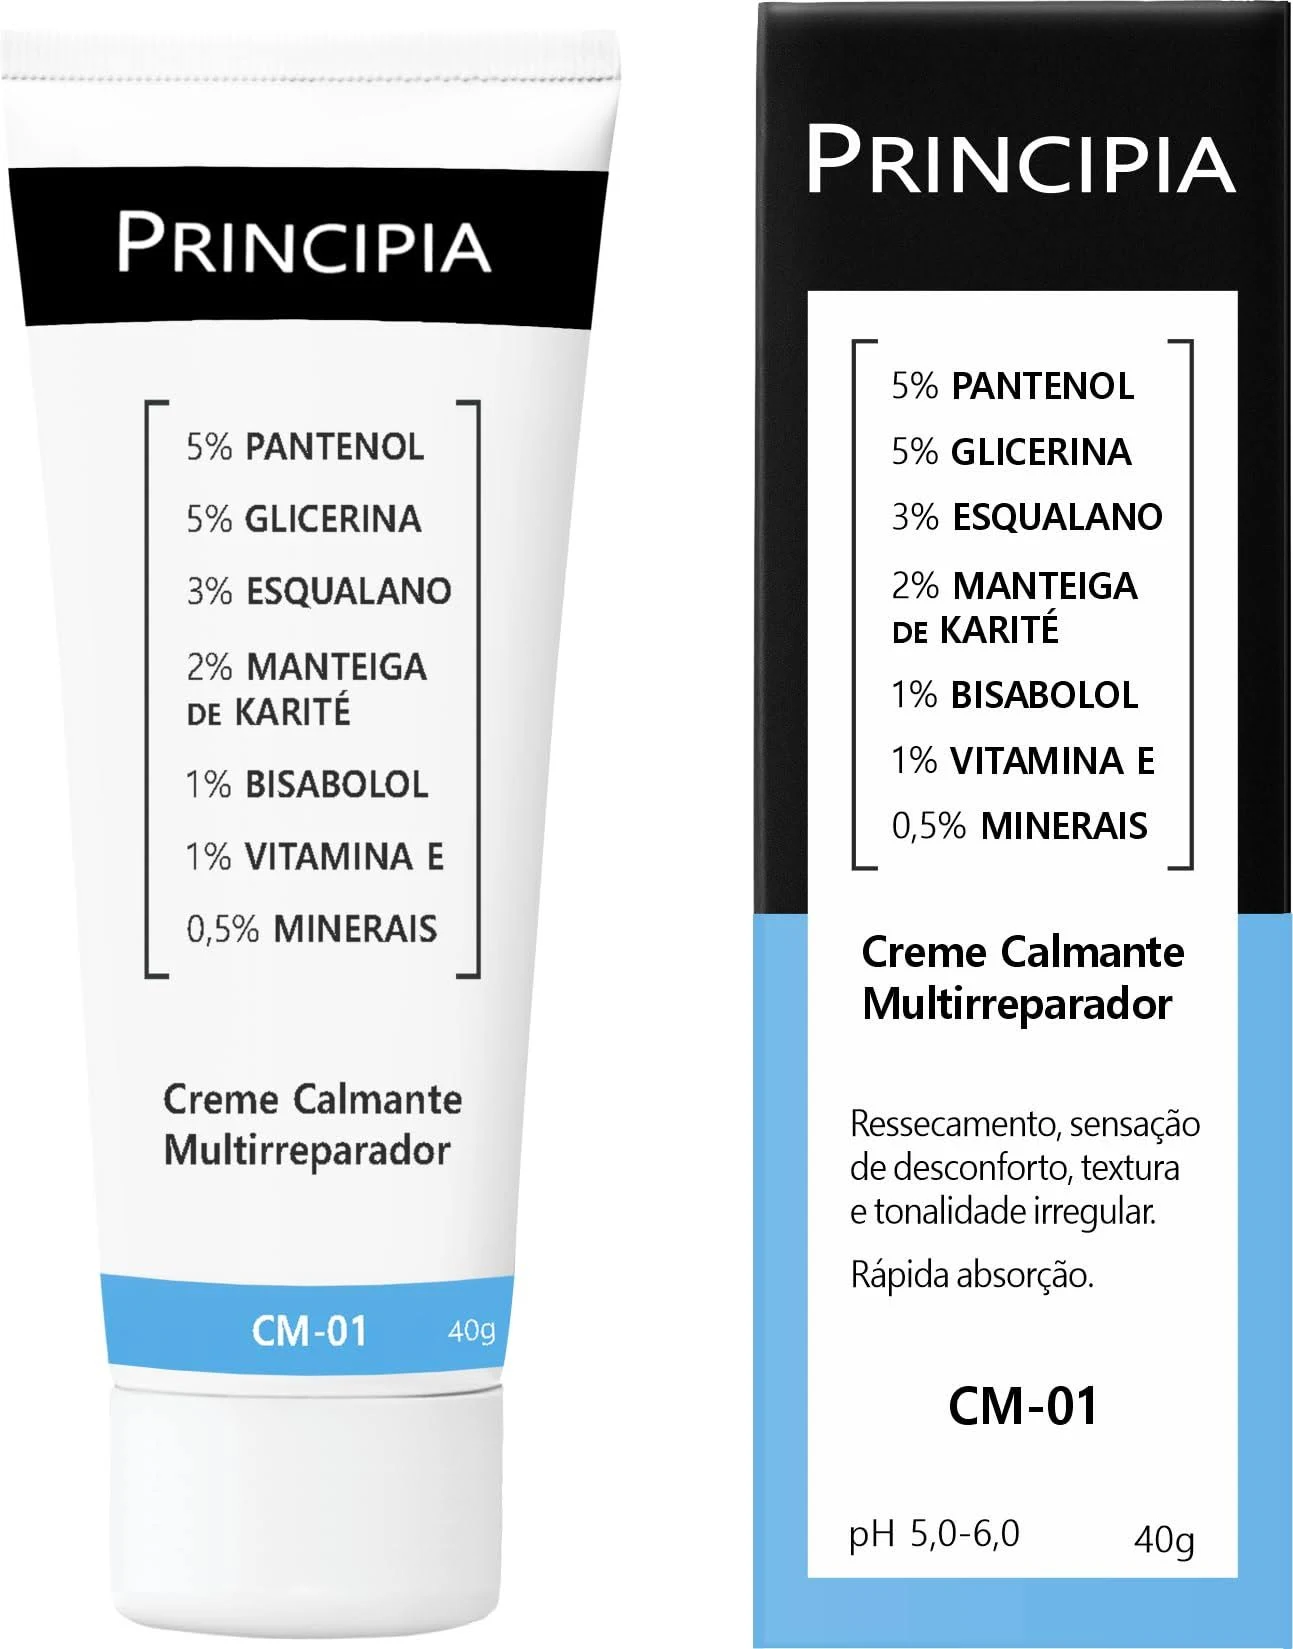 PRINCIPIA
5% PANTENOL
5% GLICERINA
3% ESQUALANO
2% MANTEIGA
DE KARITÉ
1% BISABOLOL
1% VITAMINA E
0,5% MINERAIS
Creme Calmante
Multirreparador
CM-01 40g
PRINCIPIA
5% PANTENOL
5% GLICERINA
3% ESQUALANO
2% MANTEIGA
DE KARITÉ
1% BISABOLOL
1% VITAMINA E
0,5% MINERAIS
Creme Calmante
Multirreparador
Ressecamento, sensação
de desconforto, textura
e tonalidade irregular.
Rápida absorção.
CM-01
pH 5,0-6,0 40g